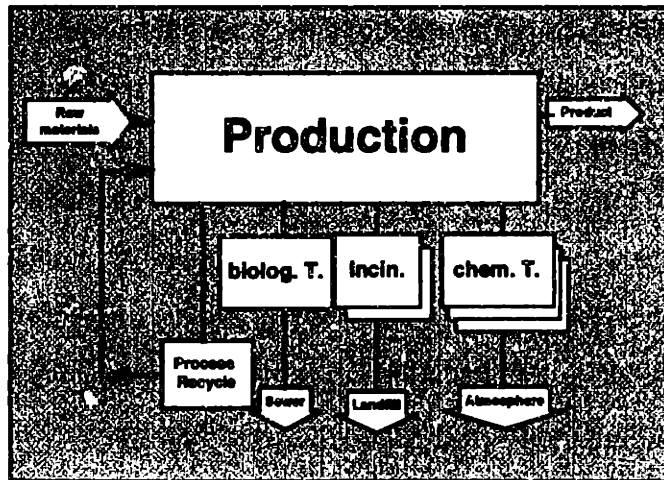 Raw
materials
Production
Product
biolog. T.
incin.
chem. T.
Process
Recycle
Sewer
Landfill
Atmosphere